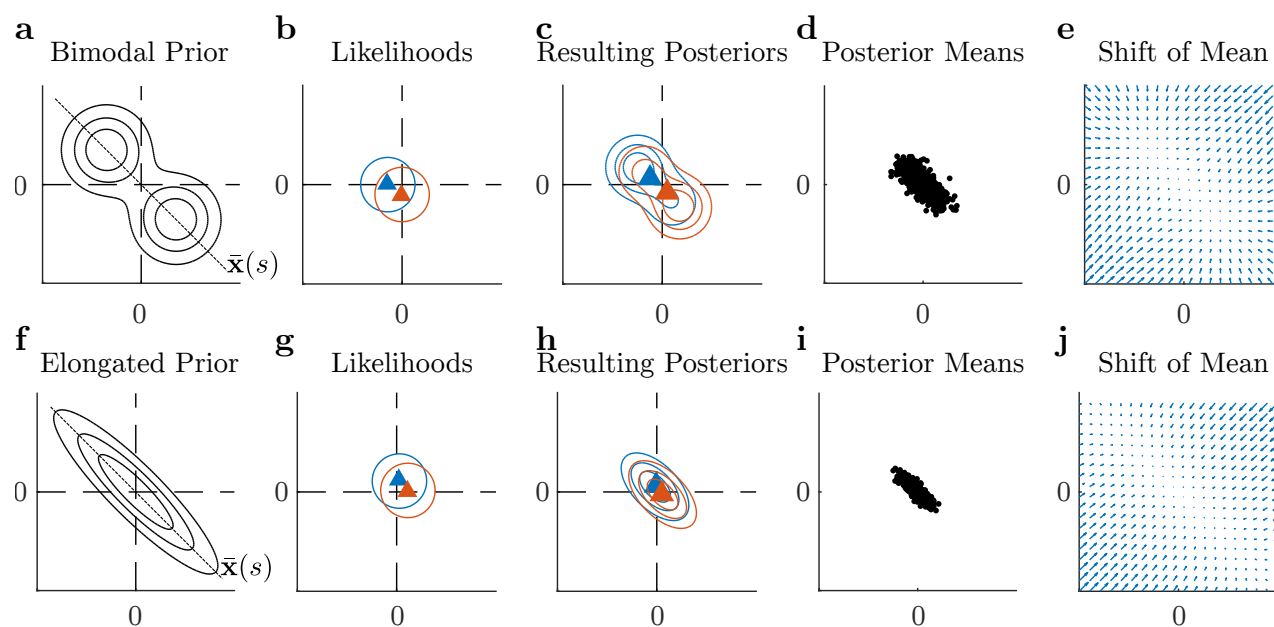 a b c d e
Bimodal Prior Likelihoods Resulting Posteriors Posterior Means Shift of Mean
0 0 0 0
x̄(s)
0 0 0 0 0
f g h i j
Elongated Prior Likelihoods Resulting Posteriors Posterior Means Shift of Mean
0 0 0 0
x̄(s)
0 0 0 0 0